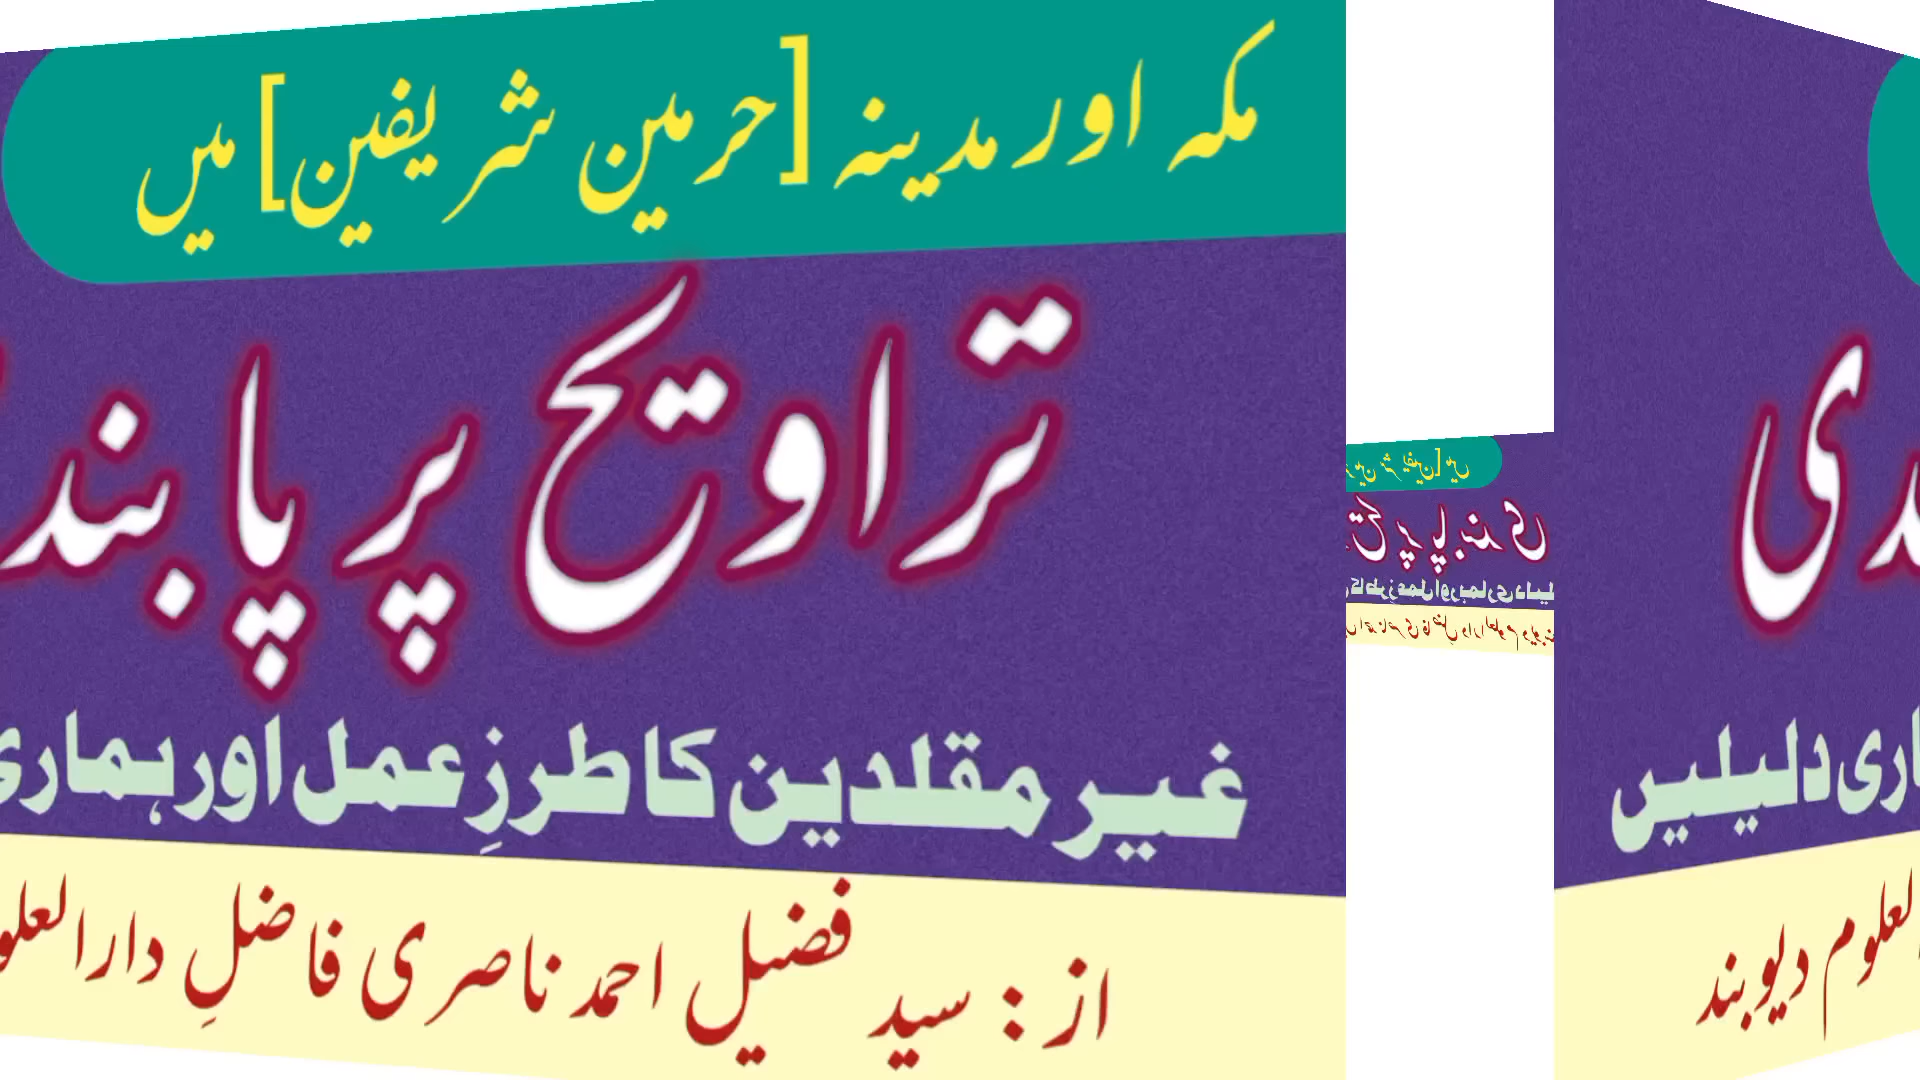 مکہ اور مدینہ [حرمین شریفین] میں
تراویح پر پابندی
غیر مقلدین کا طرزِ عمل اور ہماری دلیلیں
از: سید فضیل احمد ناصری فاضلِ دارالعلوم دیوبند